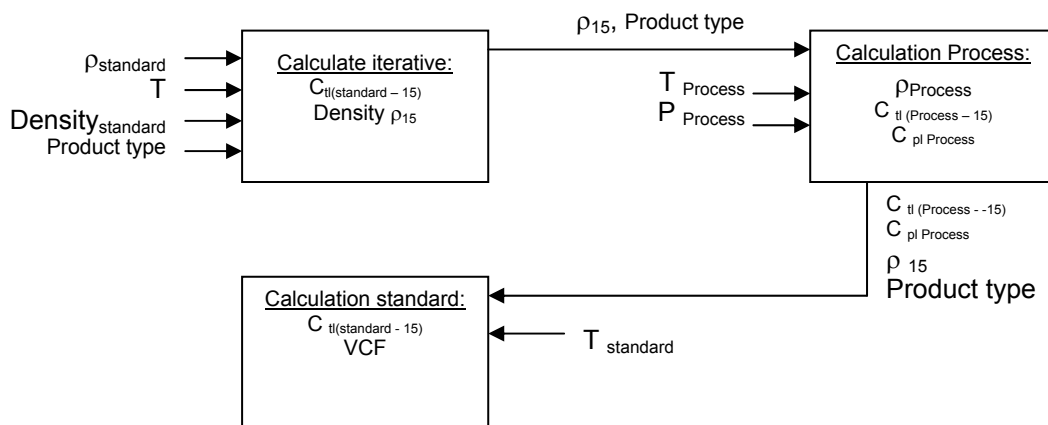 ρstandard
T
Densitystandard
Product type
Calculate iterative:
Ctl(standard – 15)
Density ρ15
ρ15, Product type
T Process
P Process
Calculation Process:
ρProcess
C tl (Process – 15)
C pl Process
C tl (Process - -15)
C pl Process
ρ 15
Product type
Calculation standard:
C tl(standard - 15)
VCF
T standard